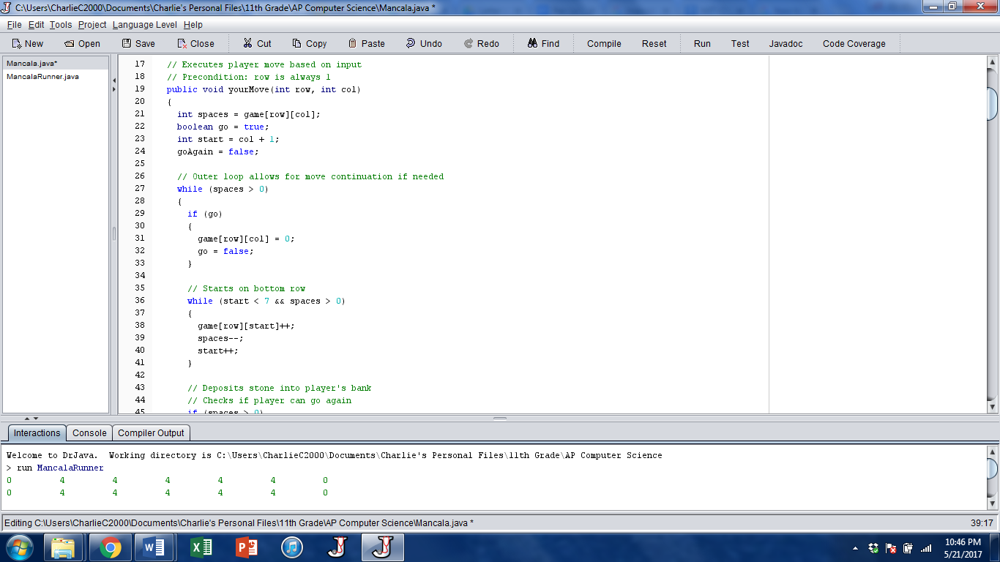 C:\Users\CharlieC2000\Documents\Charlie's Personal Files\11th Grade\AP Computer Science\Mancala.java *
File Edit Tools Project Language Level Help
New Open Save Close Cut Copy Paste Undo Redo Find Compile Reset Run Test Javadoc Code Coverage
Mancala.java*
MancalaRunner.java
17 // Executes player move based on input
18 // Precondition: row is always 1
19 public void yourMove(int row, int col)
20 {
21 int spaces = game[row][col];
22 boolean go = true;
23 int start = col + 1;
24 goAgain = false;
25
26 // Outer loop allows for move continuation if needed
27 while (spaces > 0)
28 {
29 if (go)
30 {
31 game[row][col] = 0;
32 go = false;
33 }
34
35 // Starts on bottom row
36 while (start < 7 && spaces > 0)
37 {
38 game[row][start]++;
39 spaces--;
40 start++;
41 }
42
43 // Deposits stone into player's bank
44 // Checks if player can go again
45 if (spaces > 0)
Interactions Console Compiler Output
Welcome to DrJava. Working directory is C:\Users\CharlieC2000\Documents\Charlie's Personal Files\11th Grade\AP Computer Science
> run MancalaRunner
0 4 4 4 4 4 0
0 4 4 4 4 4 0
Editing C:\Users\CharlieC2000\Documents\Charlie's Personal Files\11th Grade\AP Computer Science\Mancala.java *
39:17
10:46 PM
5/21/2017